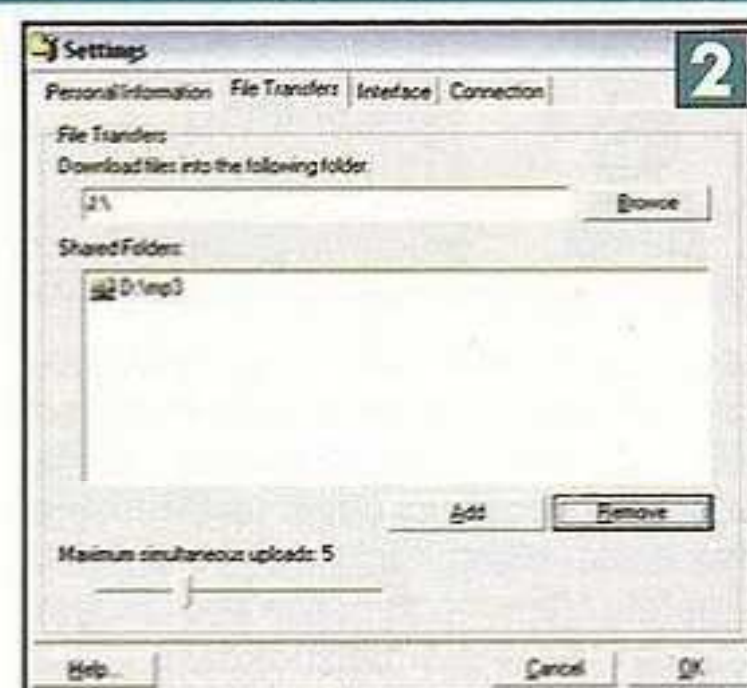 Settings
2
Personal Information File Transfers Interface Connection
File Transfers
Download files into the following folder:
Shared Folders:
Browse
D:\mp3
Add Remove
Maximum simultaneous uploads: 5
Help... Cancel OK